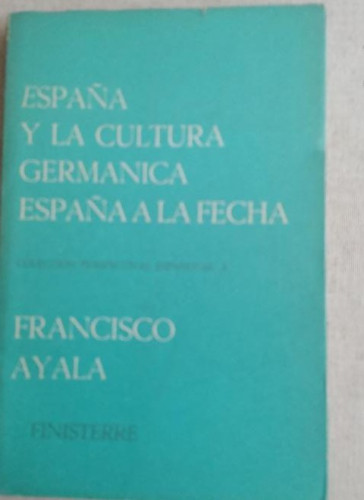 ESPAÑA
Y LA CULTURA
GERMANICA
ESPAÑA A LA FECHA
FRANCISCO
AYALA
FINISTERRE